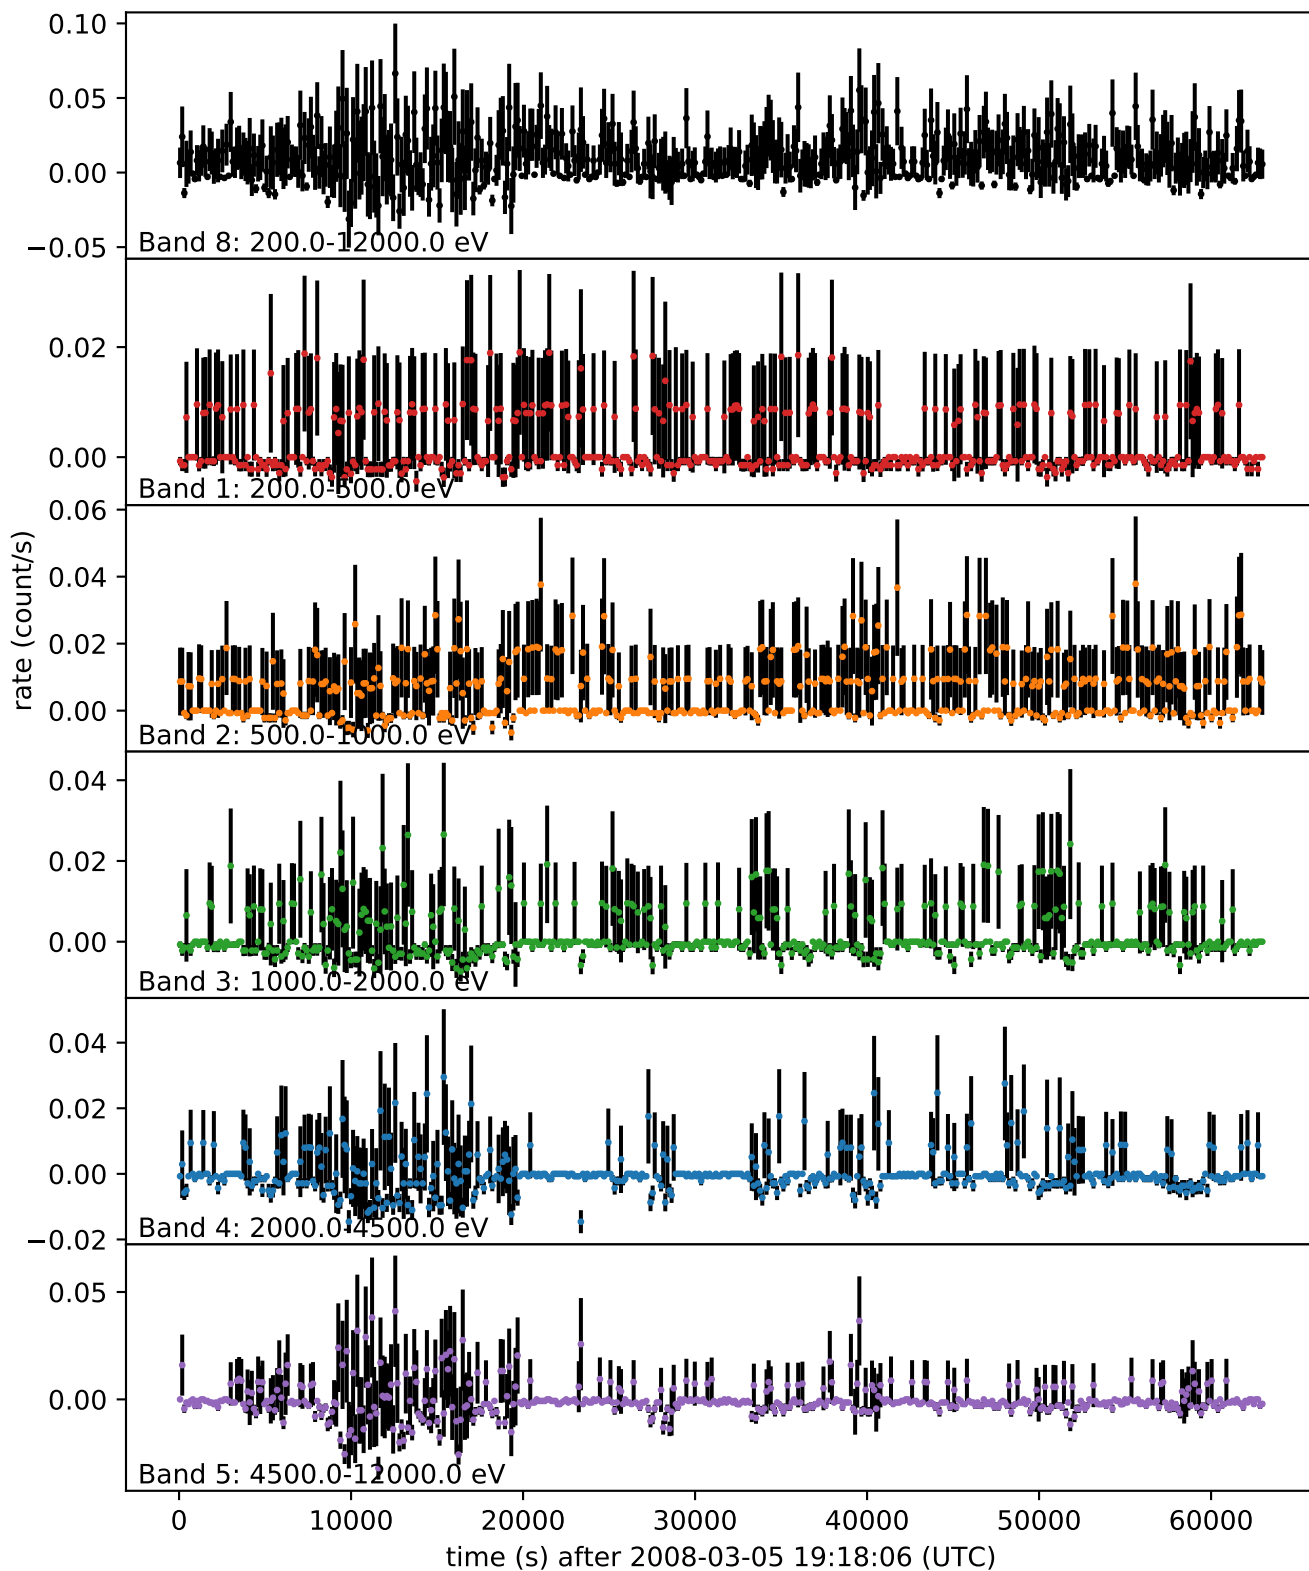 0.10
0.05
0.00
−0.05
Band 8: 200.0-12000.0 eV
0.02
0.00
Band 1: 200.0-500.0 eV
0.06
0.04
0.02
0.00
Band 2: 500.0-1000.0 eV
rate (count/s)
0.04
0.02
0.00
Band 3: 1000.0-2000.0 eV
0.04
0.02
0.00
−0.02
Band 4: 2000.0-4500.0 eV
0.05
0.00
Band 5: 4500.0-12000.0 eV
0 10000 20000 30000 40000 50000 60000
time (s) after 2008-03-05 19:18:06 (UTC)